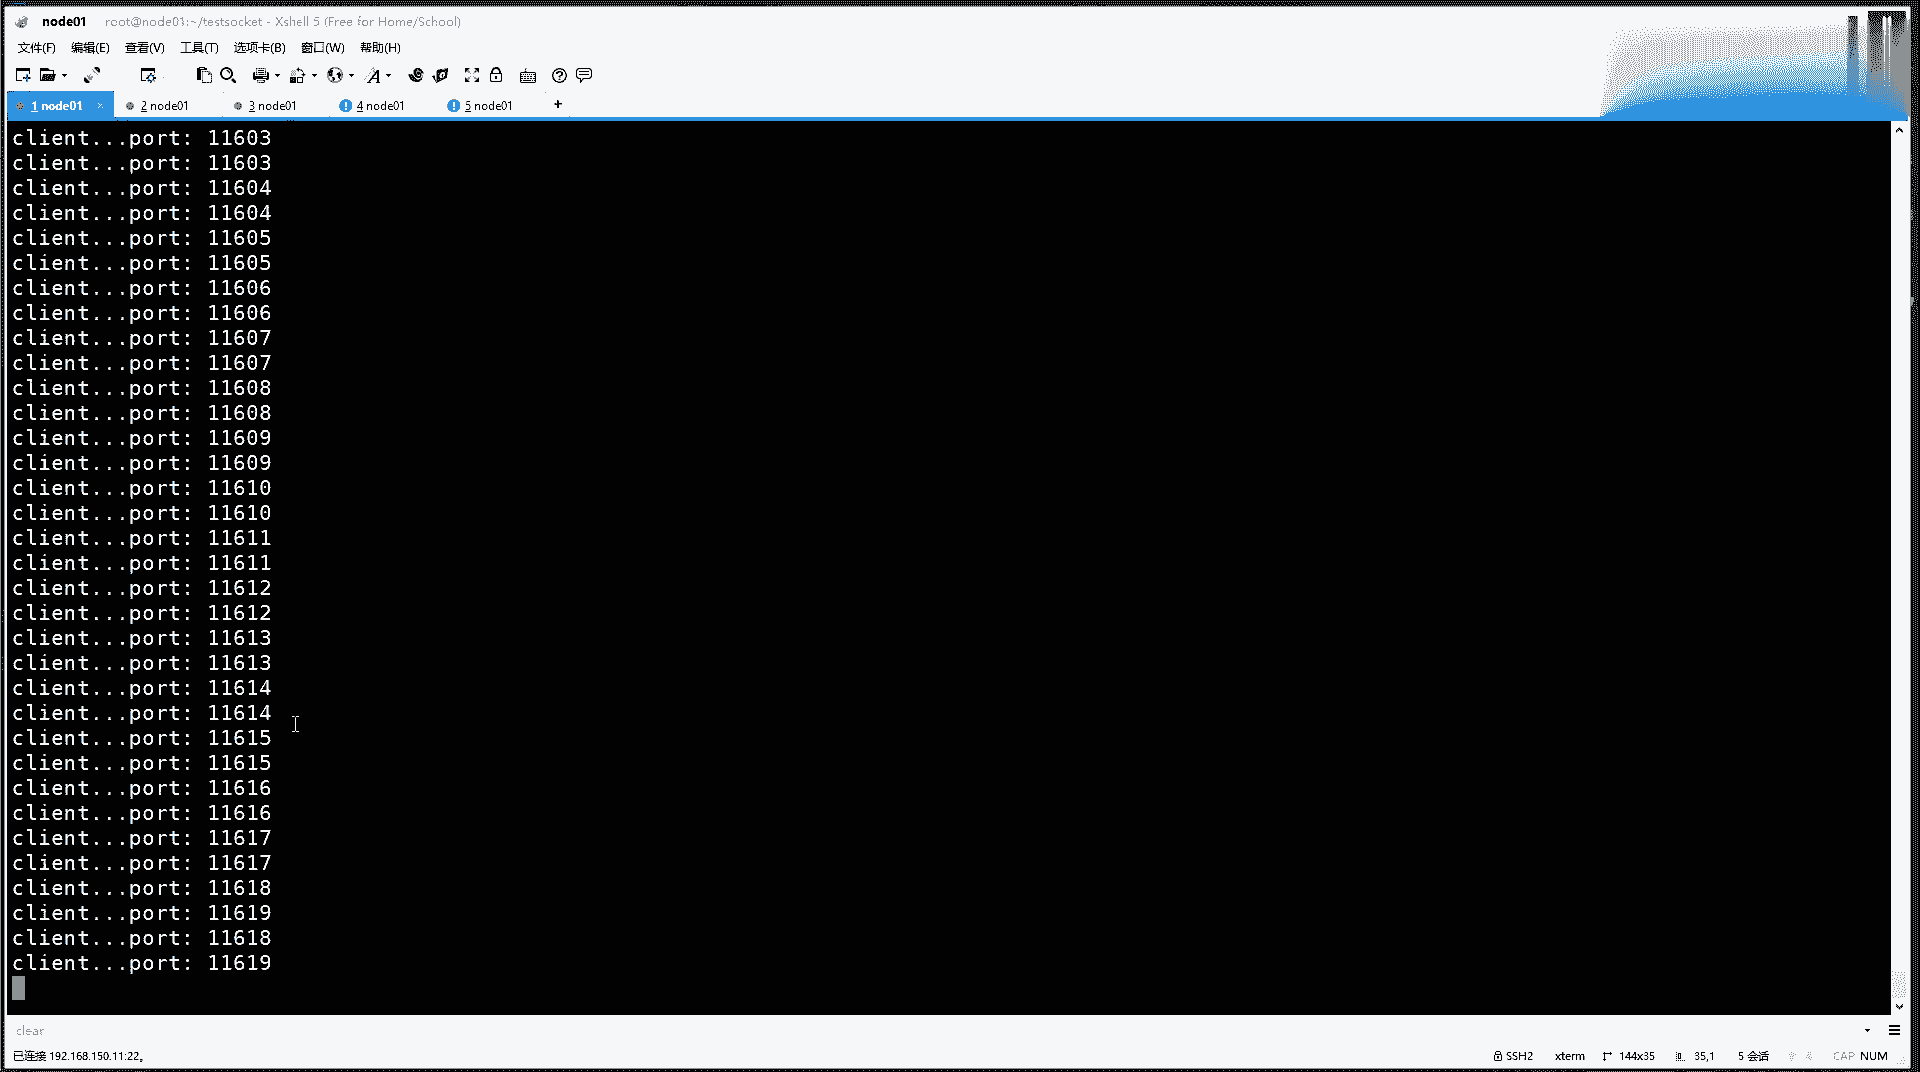 node01 root@node01:~/testsocket - Xshell 5 (Free for Home/School)
文件(F) 编辑(E) 查看(V) 工具(T) 选项卡(B) 窗口(W) 帮助(H)
1 node01 × 2 node01 3 node01 4 node01 5 node01 +
client...port: 11603
client...port: 11603
client...port: 11604
client...port: 11604
client...port: 11605
client...port: 11605
client...port: 11606
client...port: 11606
client...port: 11607
client...port: 11607
client...port: 11608
client...port: 11608
client...port: 11609
client...port: 11609
client...port: 11610
client...port: 11610
client...port: 11611
client...port: 11611
client...port: 11612
client...port: 11612
client...port: 11613
client...port: 11613
client...port: 11614
client...port: 11614
client...port: 11615
client...port: 11615
client...port: 11616
client...port: 11616
client...port: 11617
client...port: 11617
client...port: 11618
client...port: 11619
client...port: 11618
client...port: 11619
clear
已连接 192.168.150.11:22。 SSH2 xterm 144x35 35,1 5 会话 CAP NUM